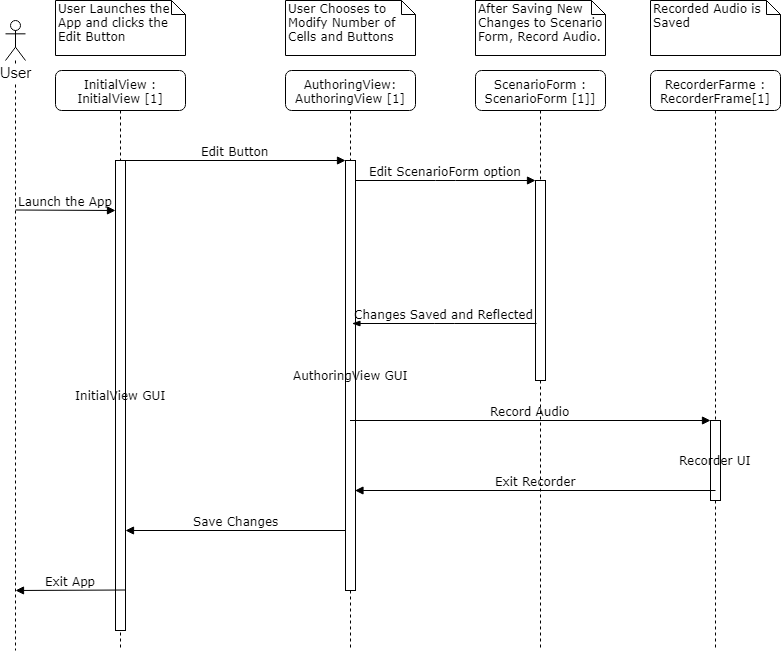 User Launches the
App and clicks the
Edit Button
User Chooses to
Modify Number of
Cells and Buttons
After Saving New
Changes to Scenario
Form, Record Audio.
Recorded Audio is
Saved
User
InitialView :
InitialView [1]
AuthoringView:
AuthoringView [1]
ScenarioForm :
ScenarioForm [1]]
RecorderFarme :
RecorderFrame[1]
Edit Button
Edit ScenarioForm option
Launch the App
Changes Saved and Reflected
AuthoringView GUI
InitialView GUI
Record Audio
Recorder UI
Exit Recorder
Save Changes
Exit App